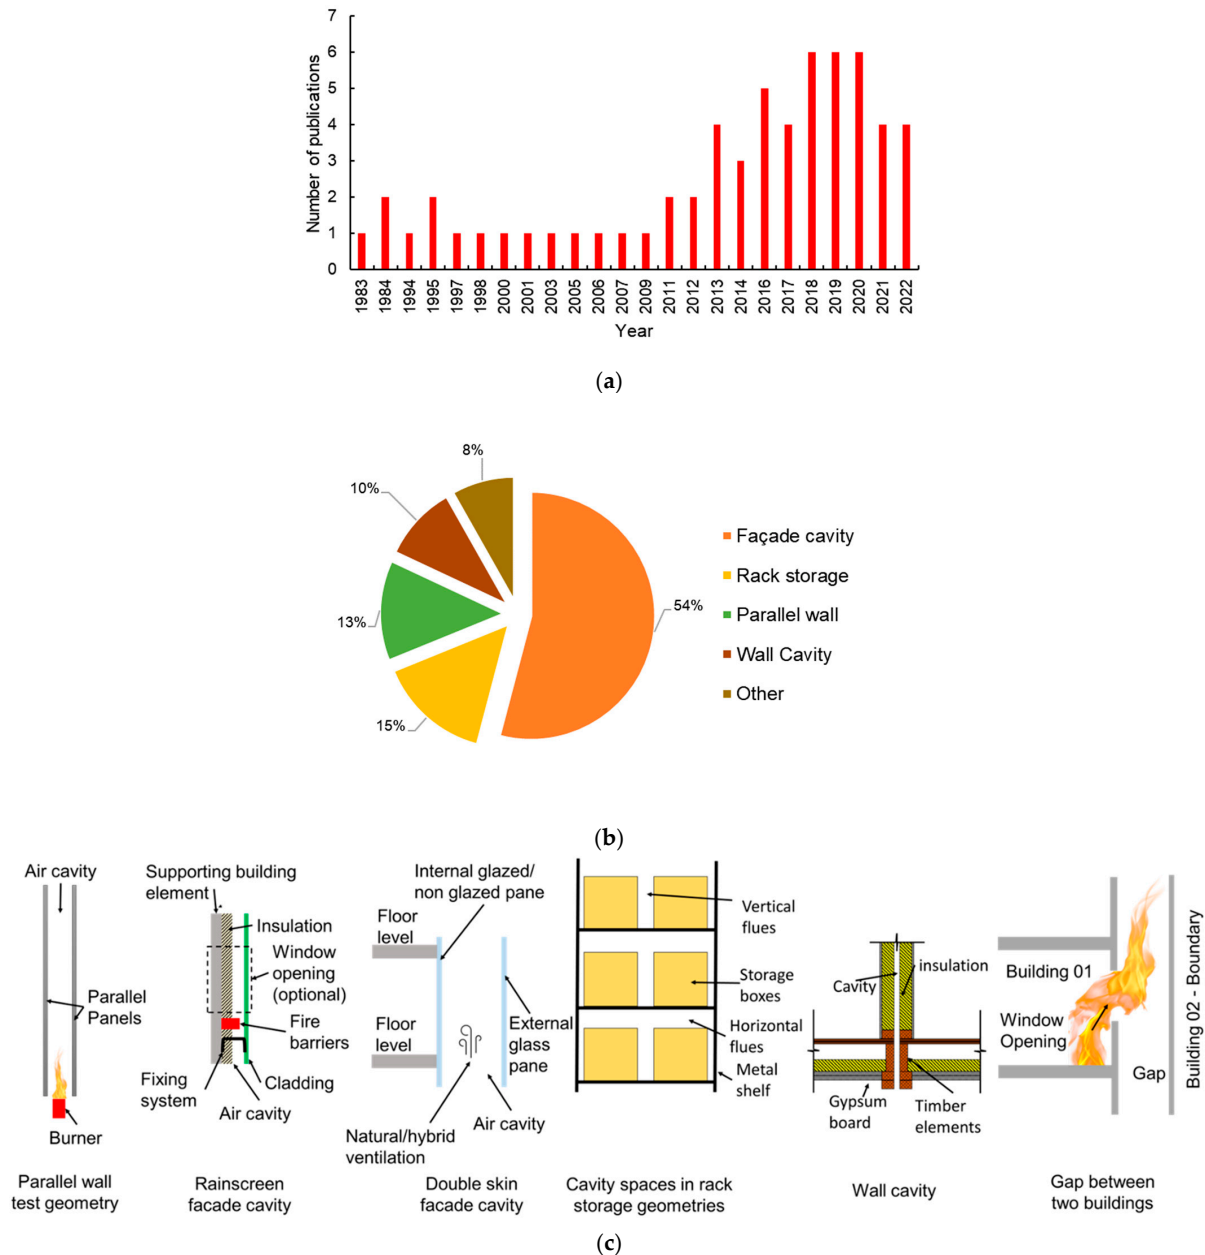 7
6
5
4
3
2
1
0
Number of publications
1983
1984
1994
1995
1997
1998
2000
2001
2003
2005
2006
2007
2009
2011
2012
2013
2014
2016
2017
2018
2019
2020
2021
2022
Year
(a)
8%
10%
13%
15%
54%
Façade cavity
Rack storage
Parallel wall
Wall Cavity
Other
(b)
Air cavity
Parallel
Panels
Burner
Parallel wall
test geometry
Supporting building
element
Insulation
Window
opening
(optional)
Fire
barriers
Fixing
system
Cladding
Air cavity
Rainscreen
facade cavity
Internal glazed/
non glazed pane
Floor
level
Floor
level
External
glass
pane
Air cavity
Natural/hybrid
ventilation
Double skin
facade cavity
Vertical
flues
Storage
boxes
Horizontal
flues
Metal
shelf
Cavity spaces in rack
storage geometries
Cavity
insulation
Gypsum
board
Timber
elements
Wall cavity
Building 01
Window
Opening
Gap
Building 02 - Boundary
Gap between
two buildings
(c)